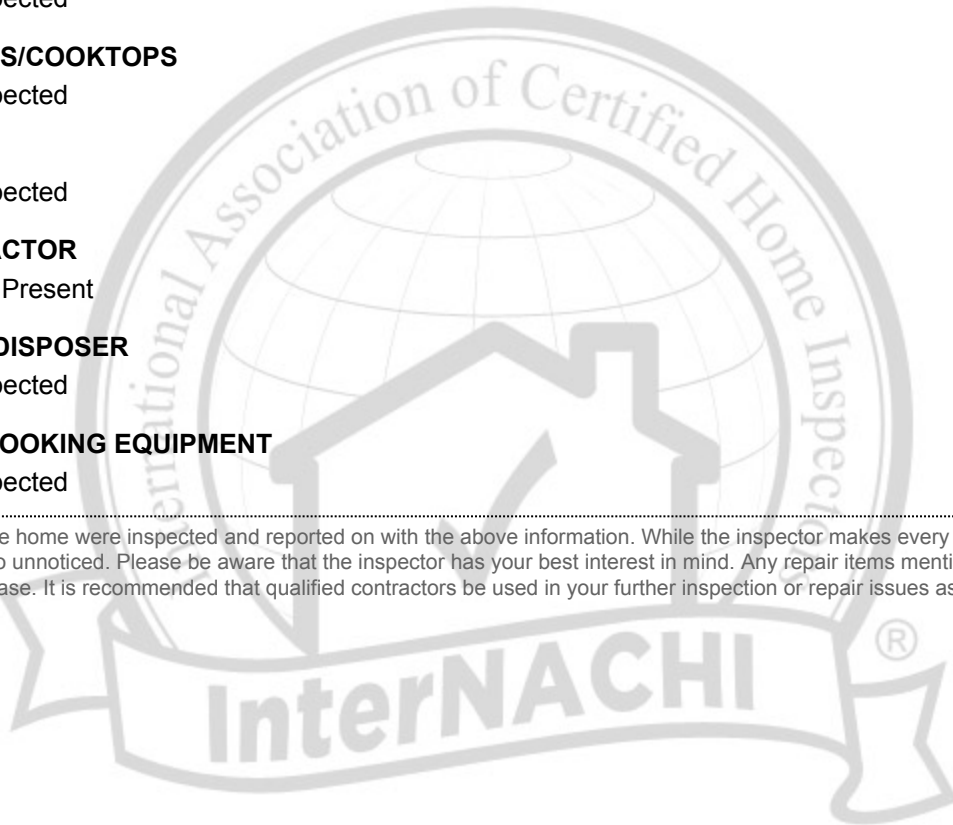 pected
S/COOKTOPS
pected
pected
ACTOR
Present
DISPOSER
pected
OOKING EQUIPMENT
pected
e home were inspected and reported on with the above information. While the inspector makes every
o unnoticed. Please be aware that the inspector has your best interest in mind. Any repair items menti
ase. It is recommended that qualified contractors be used in your further inspection or repair issues as
International Association of Certified Home Inspectors
InterNACHI
®